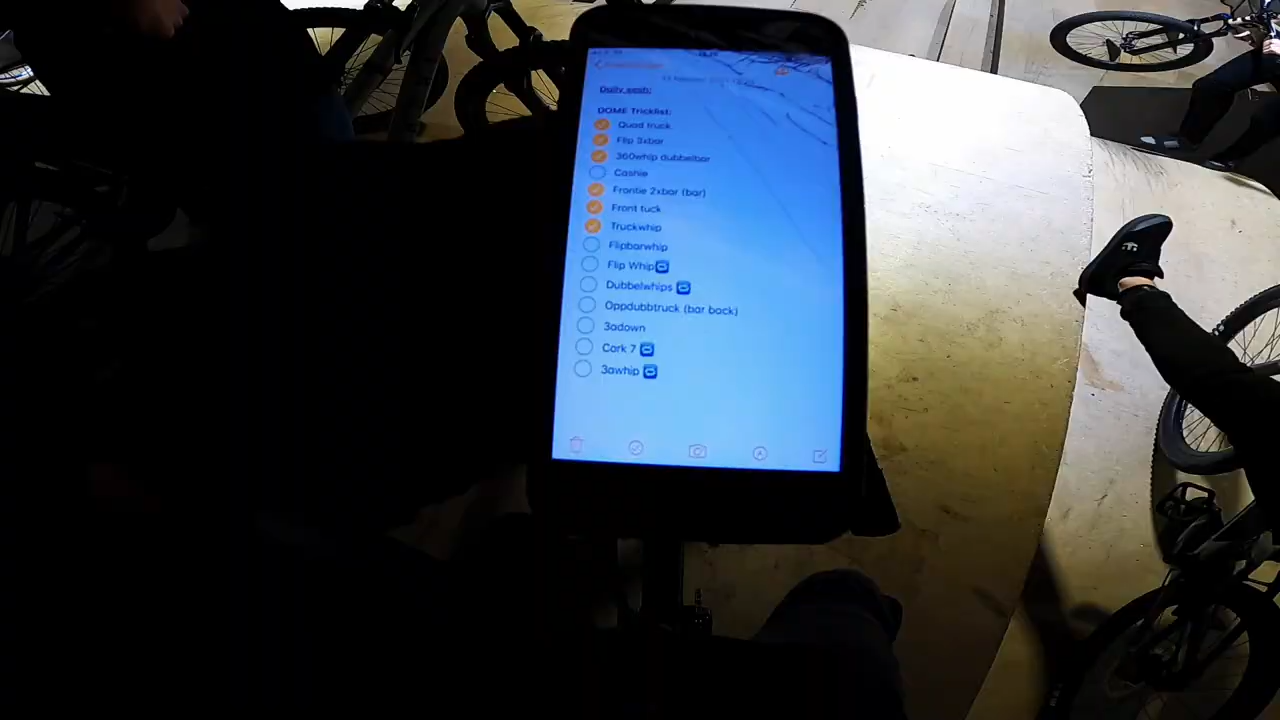 Daily send:
DOME Tricklist:
Quad truck
Flip 3xbar
360whip dubbelbar
Cashie
Frontie 2xbar (bar)
Front tuck
Truckwhip
Flipbarwhip
Flip Whip
Dubbelwhips
Oppdubbtruck (bar back)
3adown
Cork 7
3awhip